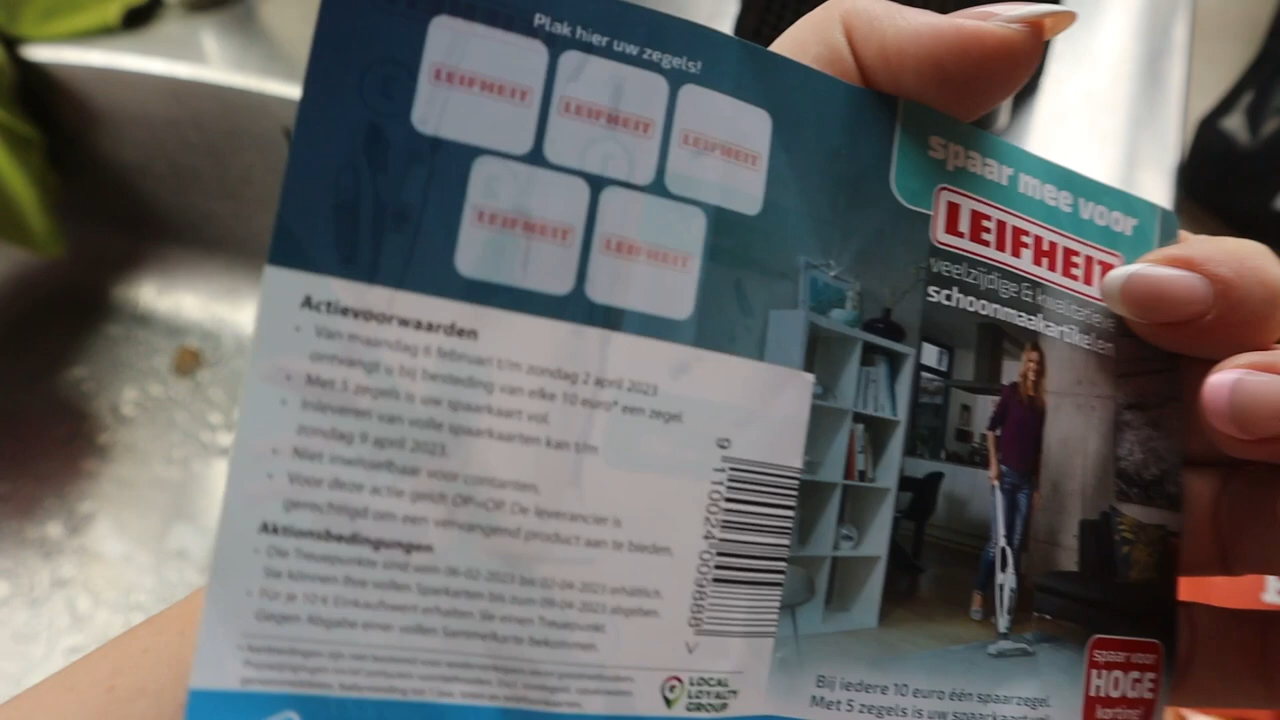 Plak hier uw zegels!
LEIFHEIT
LEIFHEIT
LEIFHEIT
LEIFHEIT
LEIFHEIT
Actievoorwaarden
• Van maandag 6 februari t/m zondag 2 april 2023
ontvangt u bij besteding van elke 10 euro* een zegel.
• Met 5 zegels is uw spaarkaart vol.
• Inleveren van volle spaarkaarten kan t/m
zondag 9 april 2023.
• Niet inwisselbaar voor contanten.
• Voor deze actie geldt OP=OP. De leverancier is
gerechtigd om een vervangend product aan te bieden.
Aktionsbedingungen
• Die Treuepunkte sind vom 06-02-2023 bis 02-04-2023 erhältlich.
Sie können Ihre vollen Sparkarten bis zum 09-04-2023 abgeben.
• Für je 10 € Einkaufswert erhalten Sie einen Treuepunkt.
Gegen Abgabe einer vollen Sammelkarte bekommen.
9 110024 009888 >
LOCAL
LOYALTY
GROUP
spaar mee voor
LEIFHEIT
veelzijdige & kwalitatieve
schoonmaakartikelen
Bij iedere 10 euro één spaarzegel.
Met 5 zegels is uw spaarkaart
spaar voor
HOGE
korting!